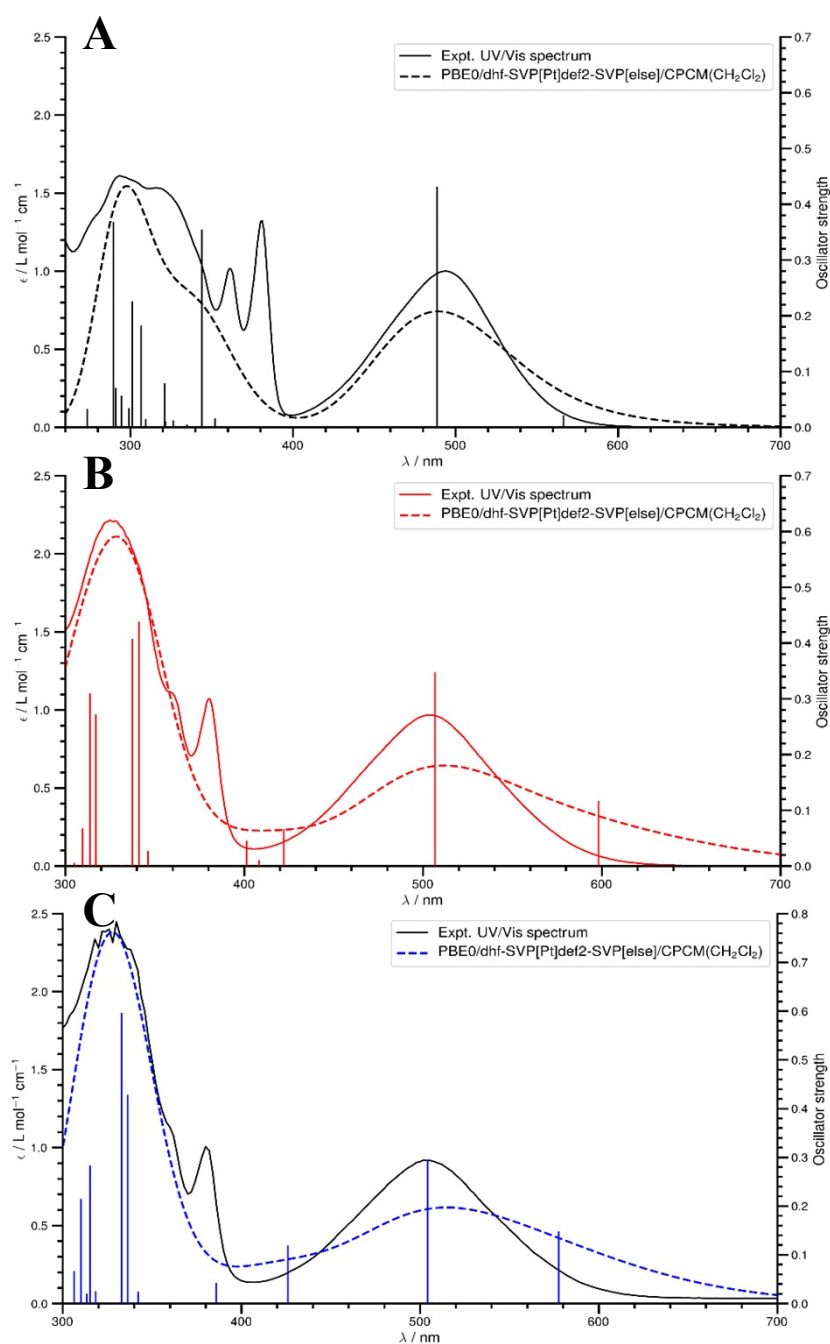 A
2.5
2.0
1.5
1.0
0.5
0.0
ϵ / L mol⁻¹ cm⁻¹
Expt. UV/Vis spectrum
PBE0/dhf-SVP[Pt]def2-SVP[else]/CPCM(CH₂Cl₂)
0.7
0.6
0.5
0.4
0.3
0.2
0.1
0.0
Oscillator strength
300 400 500 600 700
λ / nm
B
2.5
2.0
1.5
1.0
0.5
0.0
ϵ / L mol⁻¹ cm⁻¹
Expt. UV/Vis spectrum
PBE0/dhf-SVP[Pt]def2-SVP[else]/CPCM(CH₂Cl₂)
0.7
0.6
0.5
0.4
0.3
0.2
0.1
0.0
Oscillator strength
300 400 500 600 700
λ / nm
C
2.5
2.0
1.5
1.0
0.5
0.0
ϵ / L mol⁻¹ cm⁻¹
Expt. UV/Vis spectrum
PBE0/dhf-SVP[Pt]def2-SVP[else]/CPCM(CH₂Cl₂)
0.8
0.7
0.6
0.5
0.4
0.3
0.2
0.1
0.0
Oscillator strength
300 400 500 600 700
λ / nm